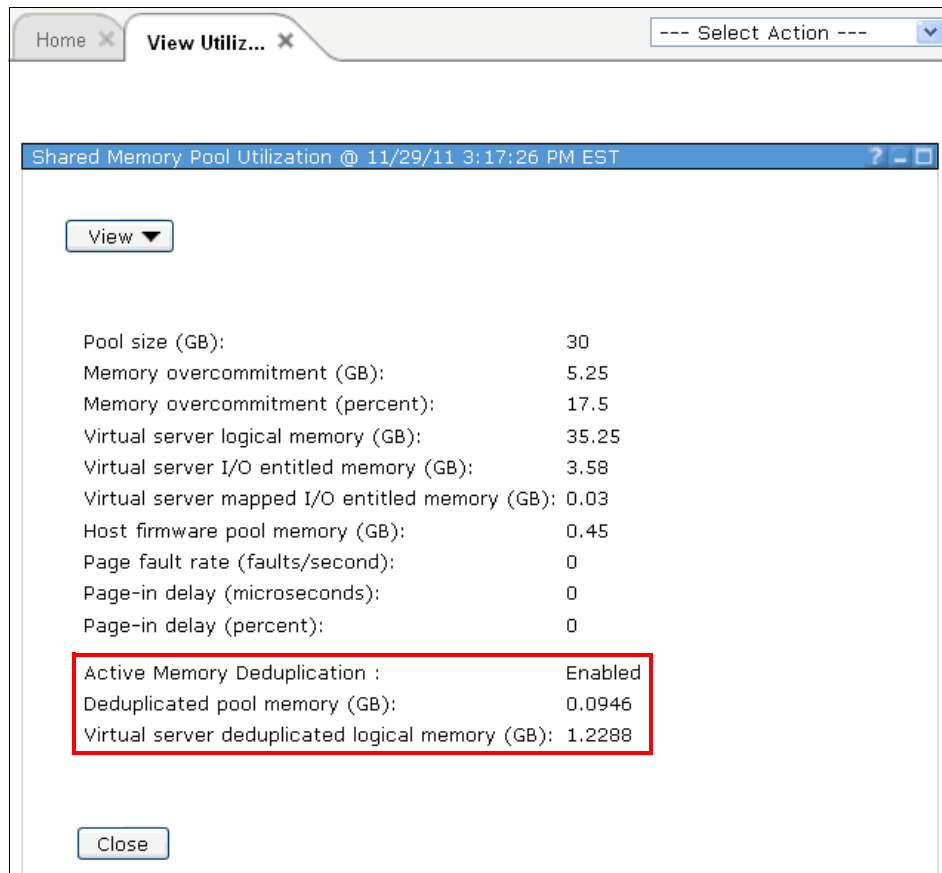 Home
View Utiliz...
--- Select Action ---
Shared Memory Pool Utilization @ 11/29/11 3:17:26 PM EST
View
Pool size (GB): 30
Memory overcommitment (GB): 5.25
Memory overcommitment (percent): 17.5
Virtual server logical memory (GB): 35.25
Virtual server I/O entitled memory (GB): 3.58
Virtual server mapped I/O entitled memory (GB): 0.03
Host firmware pool memory (GB): 0.45
Page fault rate (faults/second): 0
Page-in delay (microseconds): 0
Page-in delay (percent): 0
Active Memory Deduplication : Enabled
Deduplicated pool memory (GB): 0.0946
Virtual server deduplicated logical memory (GB): 1.2288
Close